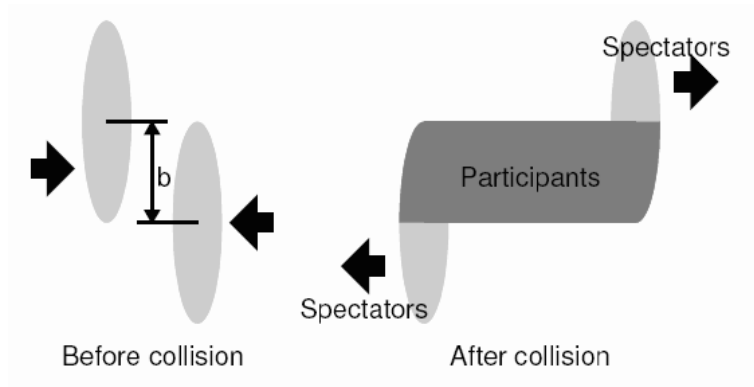 Spectators
b
Participants
Spectators
Before collision
After collision